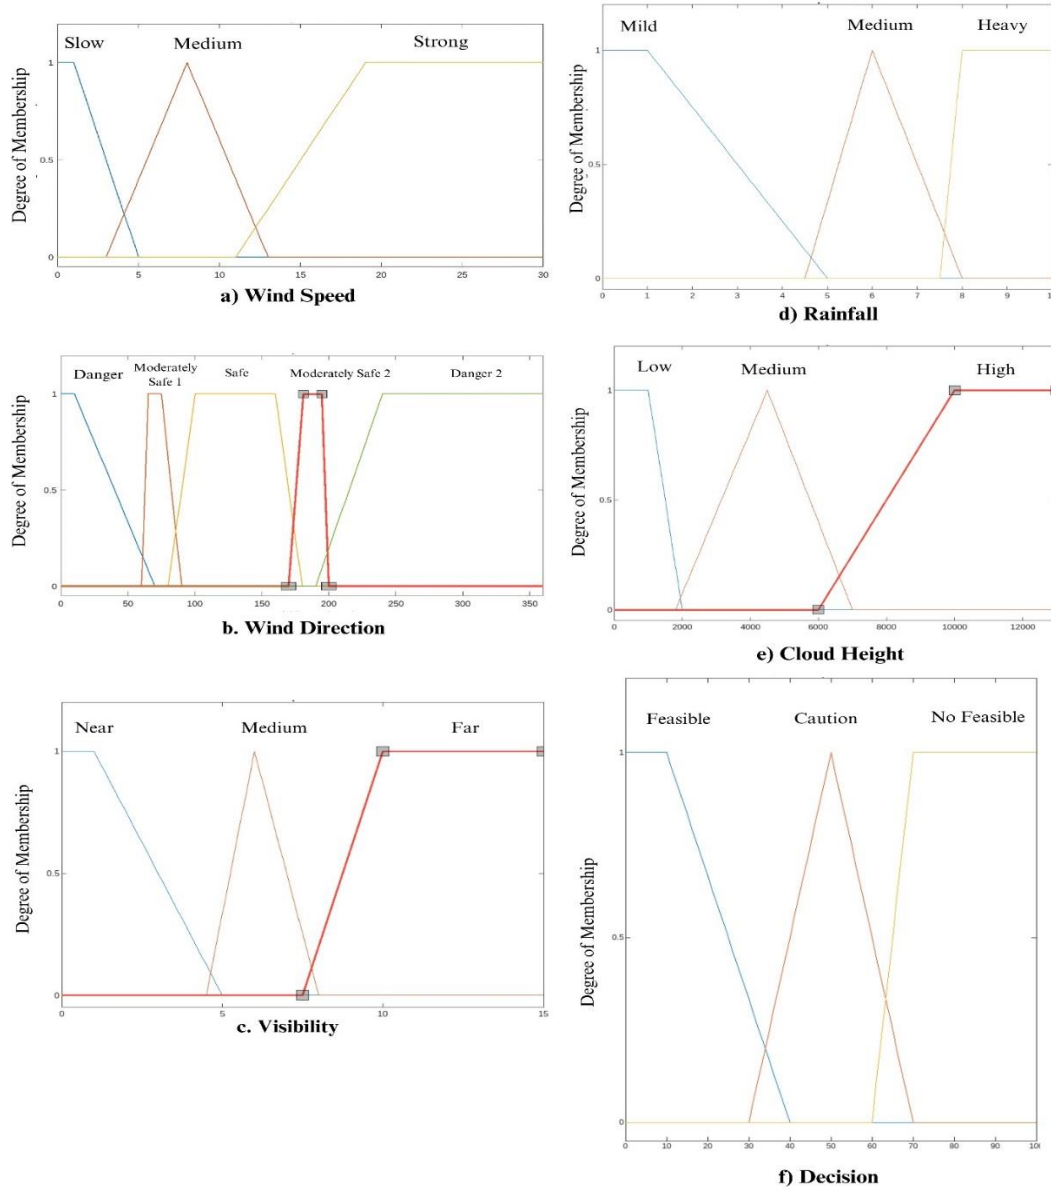 Slow Medium Strong
1
0.5
0
0 5 10 15 20 25 30
Degree of Membership
a) Wind Speed
Mild Medium Heavy
1
0.5
0
0 1 2 3 4 5 6 7 8 9
Degree of Membership
d) Rainfall
Danger Moderately Safe 1 Safe Moderately Safe 2 Danger 2
1
0.5
0
0 50 100 150 200 250 300 350
Degree of Membership
b. Wind Direction
Low Medium High
1
0.5
0
0 2000 4000 6000 8000 10000 12000
Degree of Membership
e) Cloud Height
Near Medium Far
1
0.5
0
0 5 10 15
Degree of Membership
c. Visibility
Feasible Caution No Feasible
1
0.5
0
0 10 20 30 40 50 60 70 80 90 100
Degree of Membership
f) Decision